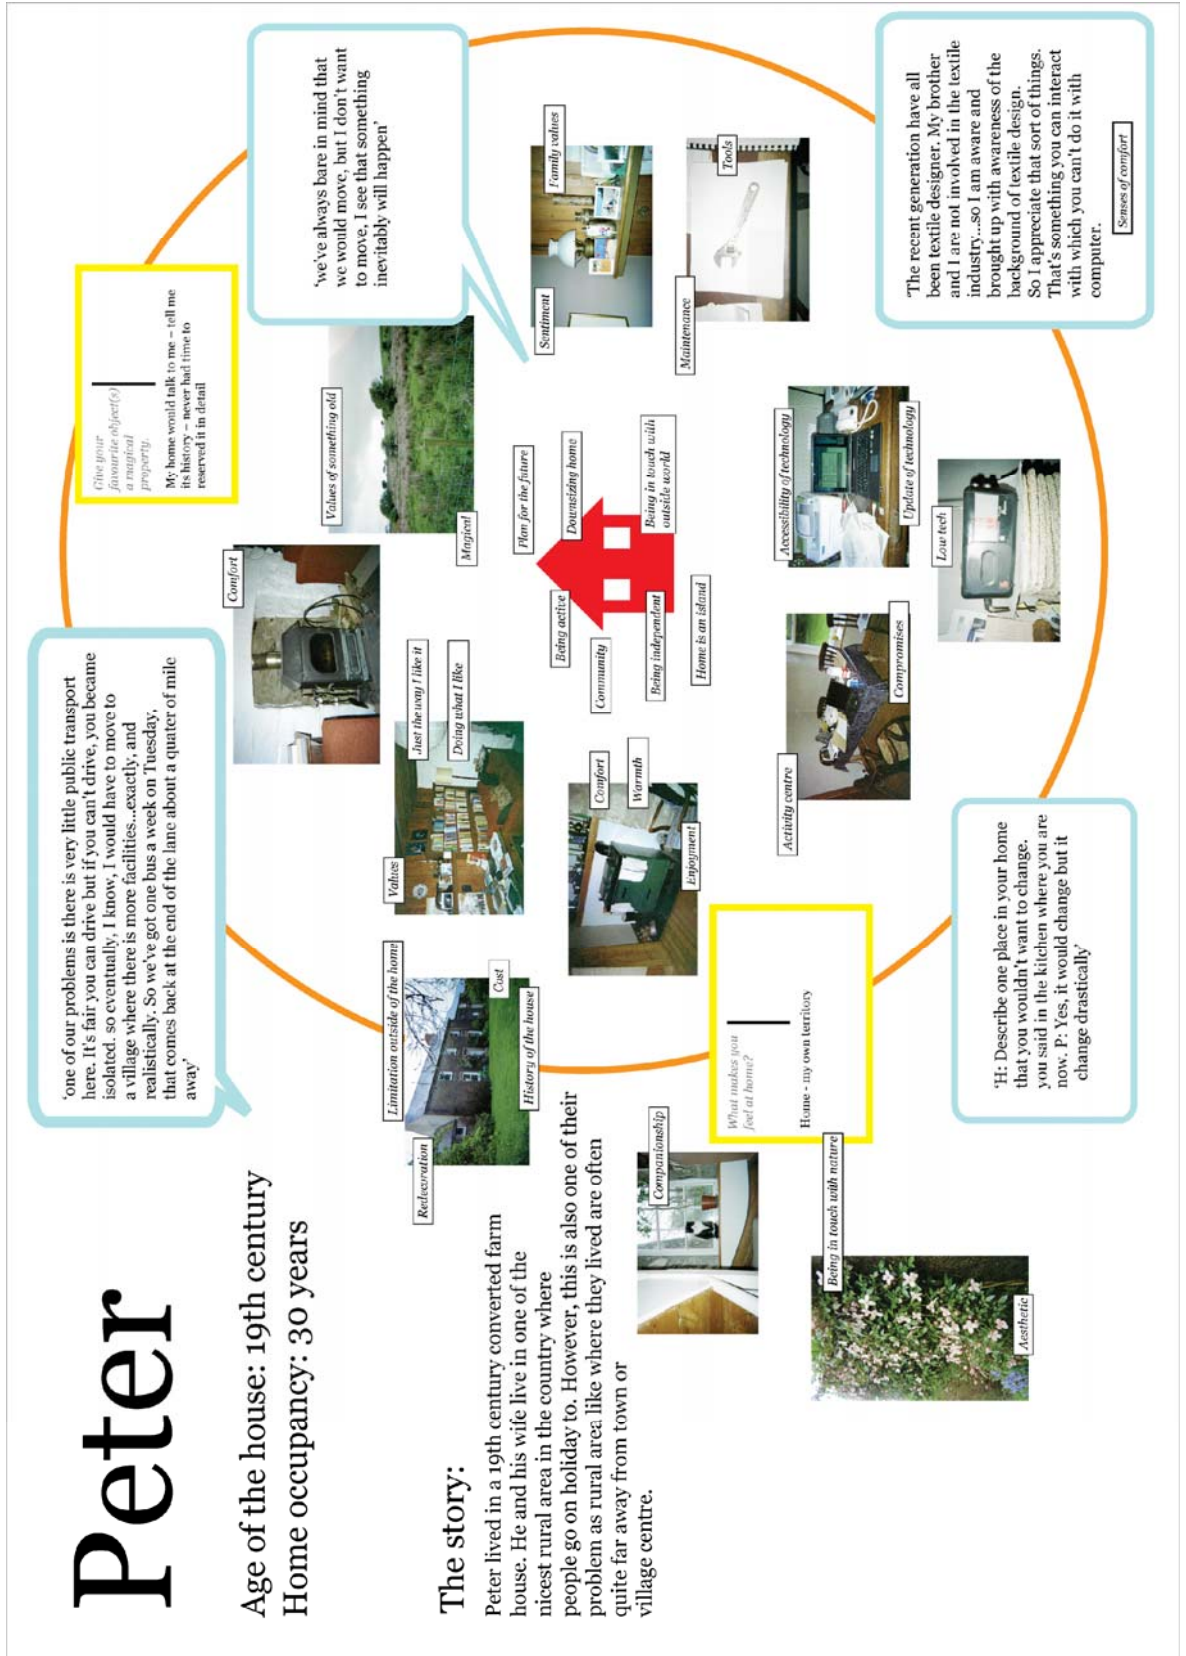 Peter
Age of the house: 19th century
Home occupancy: 30 years
The story:
Peter lived in a 19th century converted farm
house. He and his wife live in one of the
nicest rural area in the country where
people go on holiday to. However, this is also one of their
problem as rural area like where they lived are often
quite far away from town or
village centre.
'one of our problems is there is very little public transport
here. It's fair you can drive but if you can't drive, you became
isolated. so eventually, I know, I would have to move to
a village where there is more facilities...exactly, and
realistically. So we've got one bus a week on Tuesday,
that comes back at the end of the lane about a quater of mile
away'
Give your
favourite object(s)
a magical
property.
My home would talk to me – tell me
its history – never had time to
reserved it in detail
'we've always bare in mind that
we would move, but I don't want
to move, I see that something
inevitably will happen'
Limitation outside of the home
Redecoration
Cost
History of the house
Values
Just the way I like it
Doing what I like
Comfort
Values of something old
Magical
Sentiment
Family values
Companionship
Comfort
Warmth
Enjoyment
Being active
Community
Being independent
Home is an island
Plan for the future
Downsizing home
Being in touch with
outside world
Maintenance
Tools
What makes you
feel at home?
Home - my own territory
Being in touch with nature
Aesthetic
Activity centre
Compromises
Accessibility of technology
Update of technology
Low tech
'H: Describe one place in your home
that you wouldn't want to change.
you said in the kitchen where you are
now. P: Yes, it would change but it
change drastically'
'The recent generation have all
been textile designer. My brother
and I are not involved in the textile
industry...so I am aware and
brought up with awareness of the
background of textile design.
So I appreciate that sort of things.
That's something you can interact
with which you can't do it with
computer.
Senses of comfort